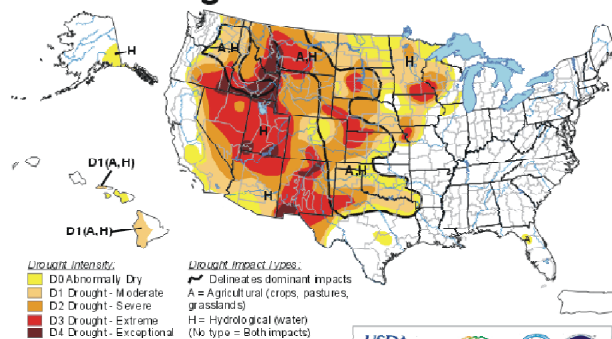 A,H
H
A,H
H
H
D1(A,H)
A,H
H
D1(A,H)
Drought Intensity:
D0 Abnormally Dry
D1 Drought - Moderate
D2 Drought - Severe
D3 Drought - Extreme
D4 Drought - Exceptional
Drought Impact Types:
Delineates dominant impacts
A = Agricultural (crops, pastures,
grasslands)
H = Hydrological (water)
(No type = Both impacts)
USDA